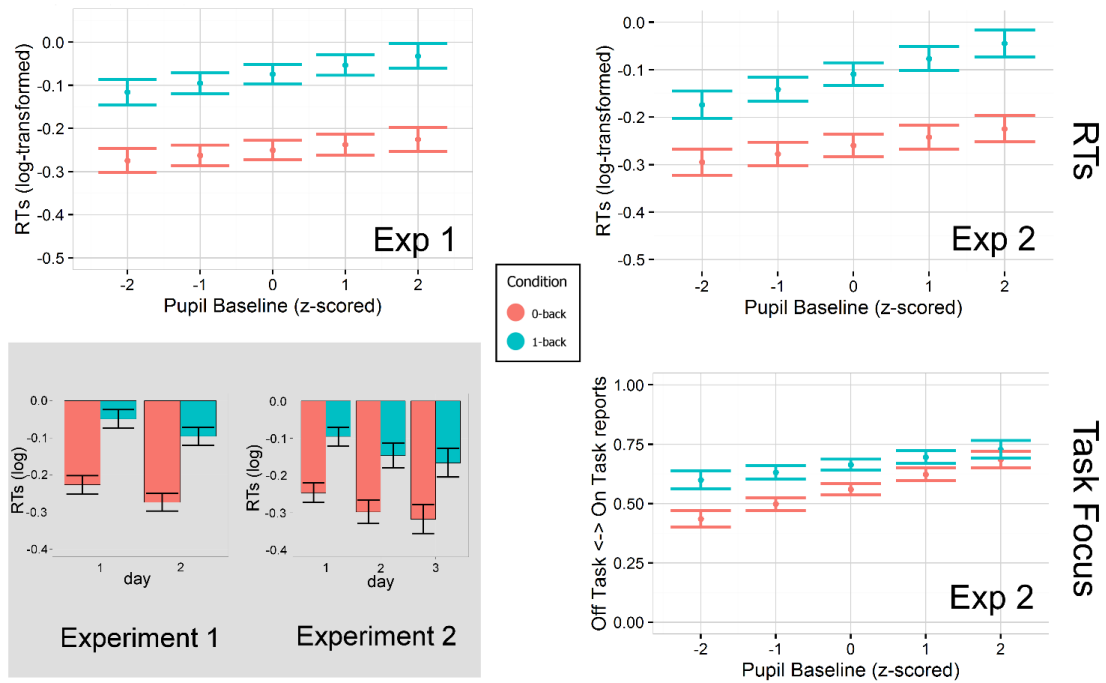 0.0
-0.1
-0.2
-0.3
-0.4
-0.5
RTs (log-transformed)
Exp 1
-2 -1 0 1 2
Pupil Baseline (z-scored)
0.0
-0.1
-0.2
-0.3
-0.4
-0.5
RTs (log-transformed)
Exp 2
-2 -1 0 1 2
Pupil Baseline (z-scored)
RTs
Condition
0-back
1-back
0.0
-0.1
-0.2
-0.3
-0.4
RTs (log)
1 2
day
Experiment 1
0.0
-0.1
-0.2
-0.3
-0.4
RTs (log)
1 2 3
day
Experiment 2
1.00
0.75
0.50
0.25
0.00
Off Task <-> On Task reports
Exp 2
-2 -1 0 1 2
Pupil Baseline (z-scored)
Task Focus